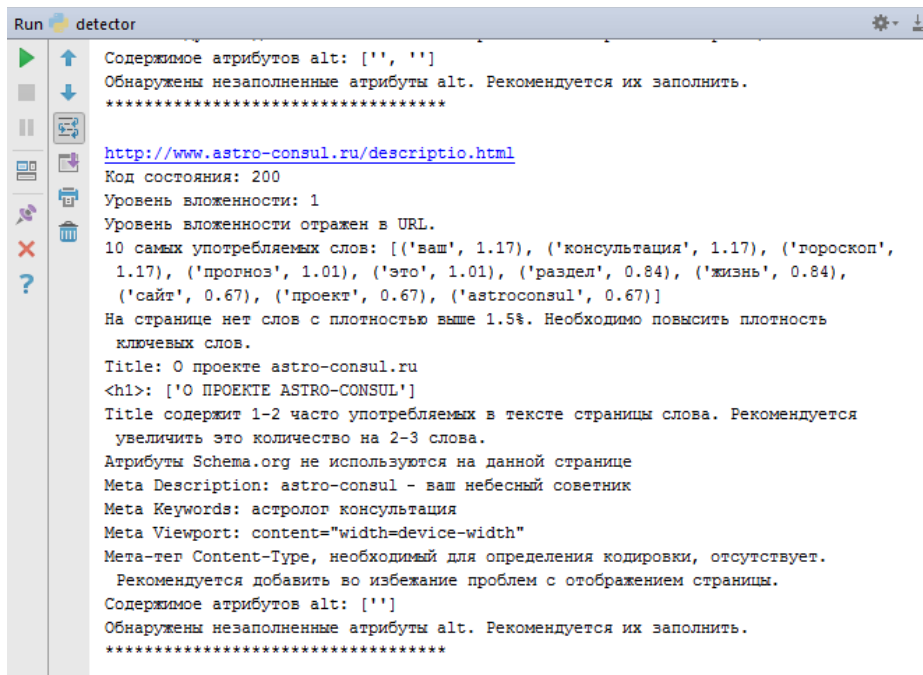 Run detector
Содержимое атрибутов alt: ['', '']
Обнаружены незаполненные атрибуты alt. Рекомендуется их заполнить.
***********************************
http://www.astro-consul.ru/descriptio.html
Код состояния: 200
Уровень вложенности: 1
Уровень вложенности отражен в URL.
10 самых употребляемых слов: [('ваш', 1.17), ('консультация', 1.17), ('гороскоп',
1.17), ('прогноз', 1.01), ('это', 1.01), ('раздел', 0.84), ('жизнь', 0.84),
('сайт', 0.67), ('проект', 0.67), ('astroconsul', 0.67)]
На странице нет слов с плотностью выше 1.5%. Необходимо повысить плотность
ключевых слов.
Title: О проекте astro-consul.ru
<h1>: ['О ПРОЕКТЕ ASTRO-CONSUL']
Title содержит 1-2 часто употребляемых в тексте страницы слова. Рекомендуется
увеличить это количество на 2-3 слова.
Атрибуты Schema.org не используются на данной странице
Meta Description: astro-consul - ваш небесный советник
Meta Keywords: астролог консультация
Meta Viewport: content="width=device-width"
Мета-тег Content-Type, необходимый для определения кодировки, отсутствует.
Рекомендуется добавить во избежание проблем с отображением страницы.
Содержимое атрибутов alt: ['']
Обнаружены незаполненные атрибуты alt. Рекомендуется их заполнить.
***********************************